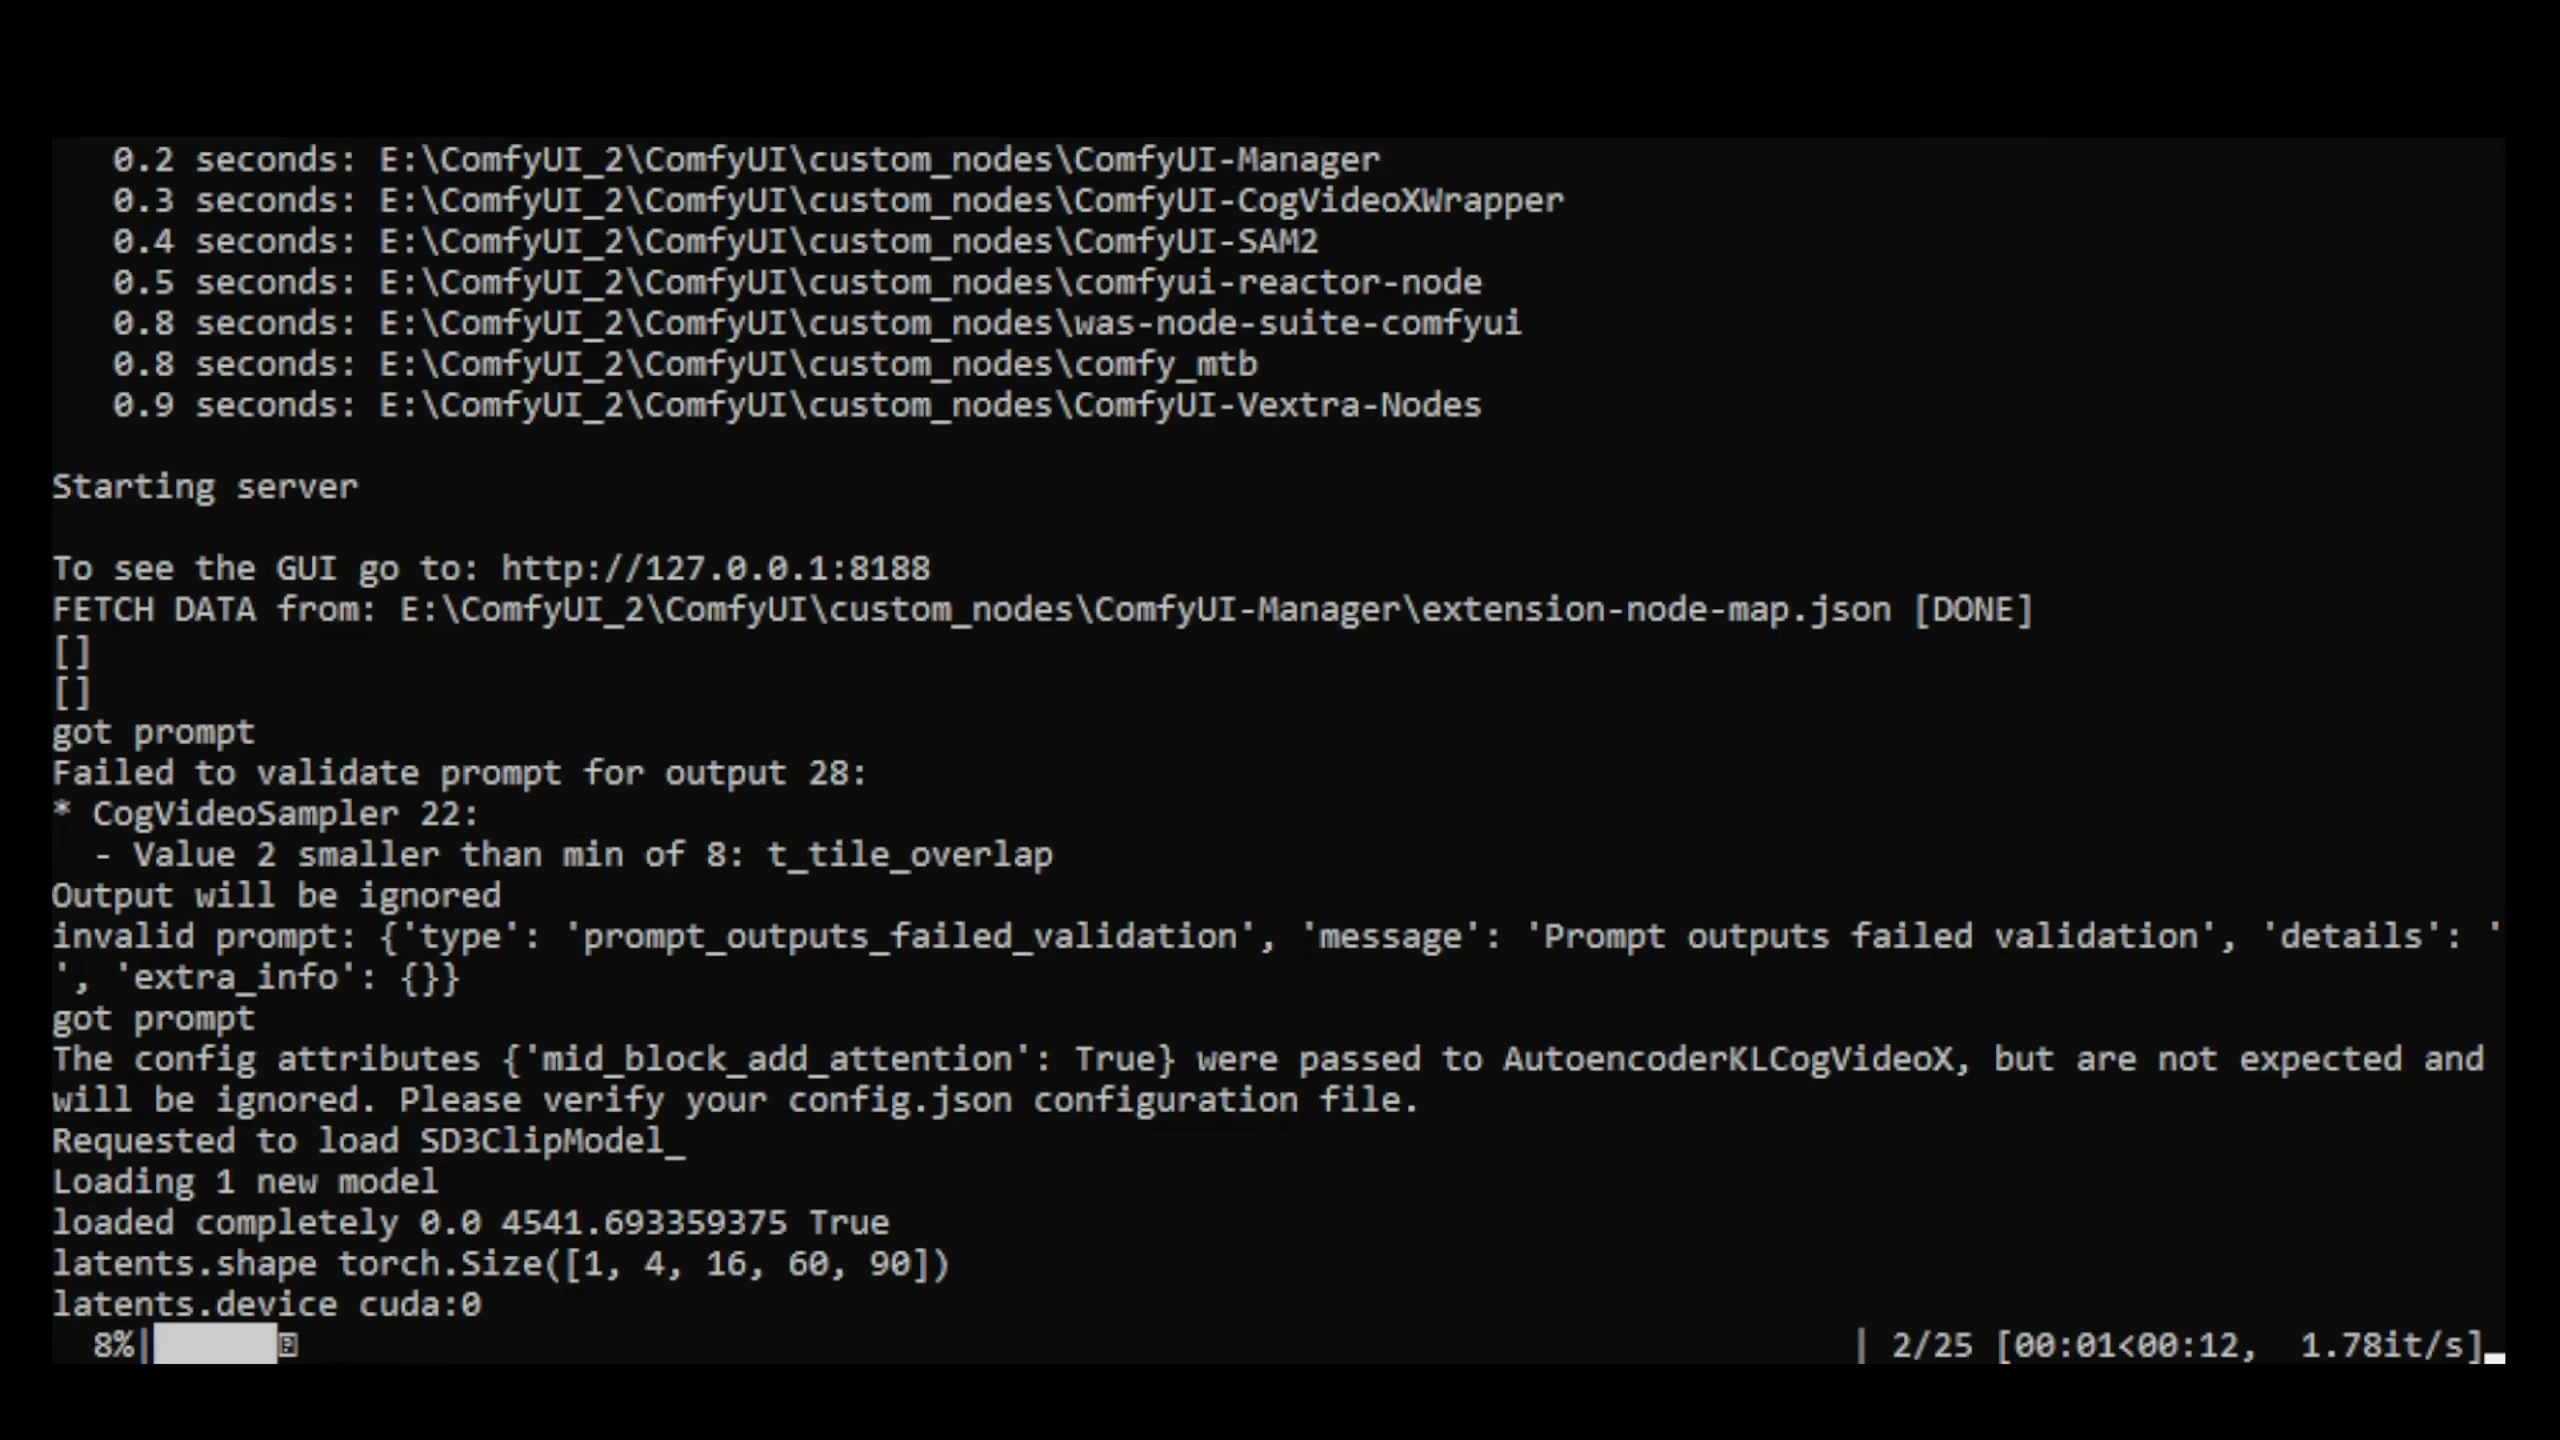 0.2 seconds: E:\ComfyUI_2\ComfyUI\custom_nodes\ComfyUI-Manager
0.3 seconds: E:\ComfyUI_2\ComfyUI\custom_nodes\ComfyUI-CogVideoXWrapper
0.4 seconds: E:\ComfyUI_2\ComfyUI\custom_nodes\ComfyUI-SAM2
0.5 seconds: E:\ComfyUI_2\ComfyUI\custom_nodes\comfyui-reactor-node
0.8 seconds: E:\ComfyUI_2\ComfyUI\custom_nodes\was-node-suite-comfyui
0.8 seconds: E:\ComfyUI_2\ComfyUI\custom_nodes\comfy_mtb
0.9 seconds: E:\ComfyUI_2\ComfyUI\custom_nodes\ComfyUI-Vextra-Nodes
Starting server
To see the GUI go to: http://127.0.0.1:8188
FETCH DATA from: E:\ComfyUI_2\ComfyUI\custom_nodes\ComfyUI-Manager\extension-node-map.json [DONE]
[]
[]
got prompt
Failed to validate prompt for output 28:
* CogVideoSampler 22:
- Value 2 smaller than min of 8: t_tile_overlap
Output will be ignored
invalid prompt: {'type': 'prompt_outputs_failed_validation', 'message': 'Prompt outputs failed validation', 'details': '
', 'extra_info': {}}
got prompt
The config attributes {'mid_block_add_attention': True} were passed to AutoencoderKLCogVideoX, but are not expected and
will be ignored. Please verify your config.json configuration file.
Requested to load SD3ClipModel_
Loading 1 new model
loaded completely 0.0 4541.693359375 True
latents.shape torch.Size([1, 4, 16, 60, 90])
latents.device cuda:0
8%| | 2/25 [00:01<00:12, 1.78it/s]